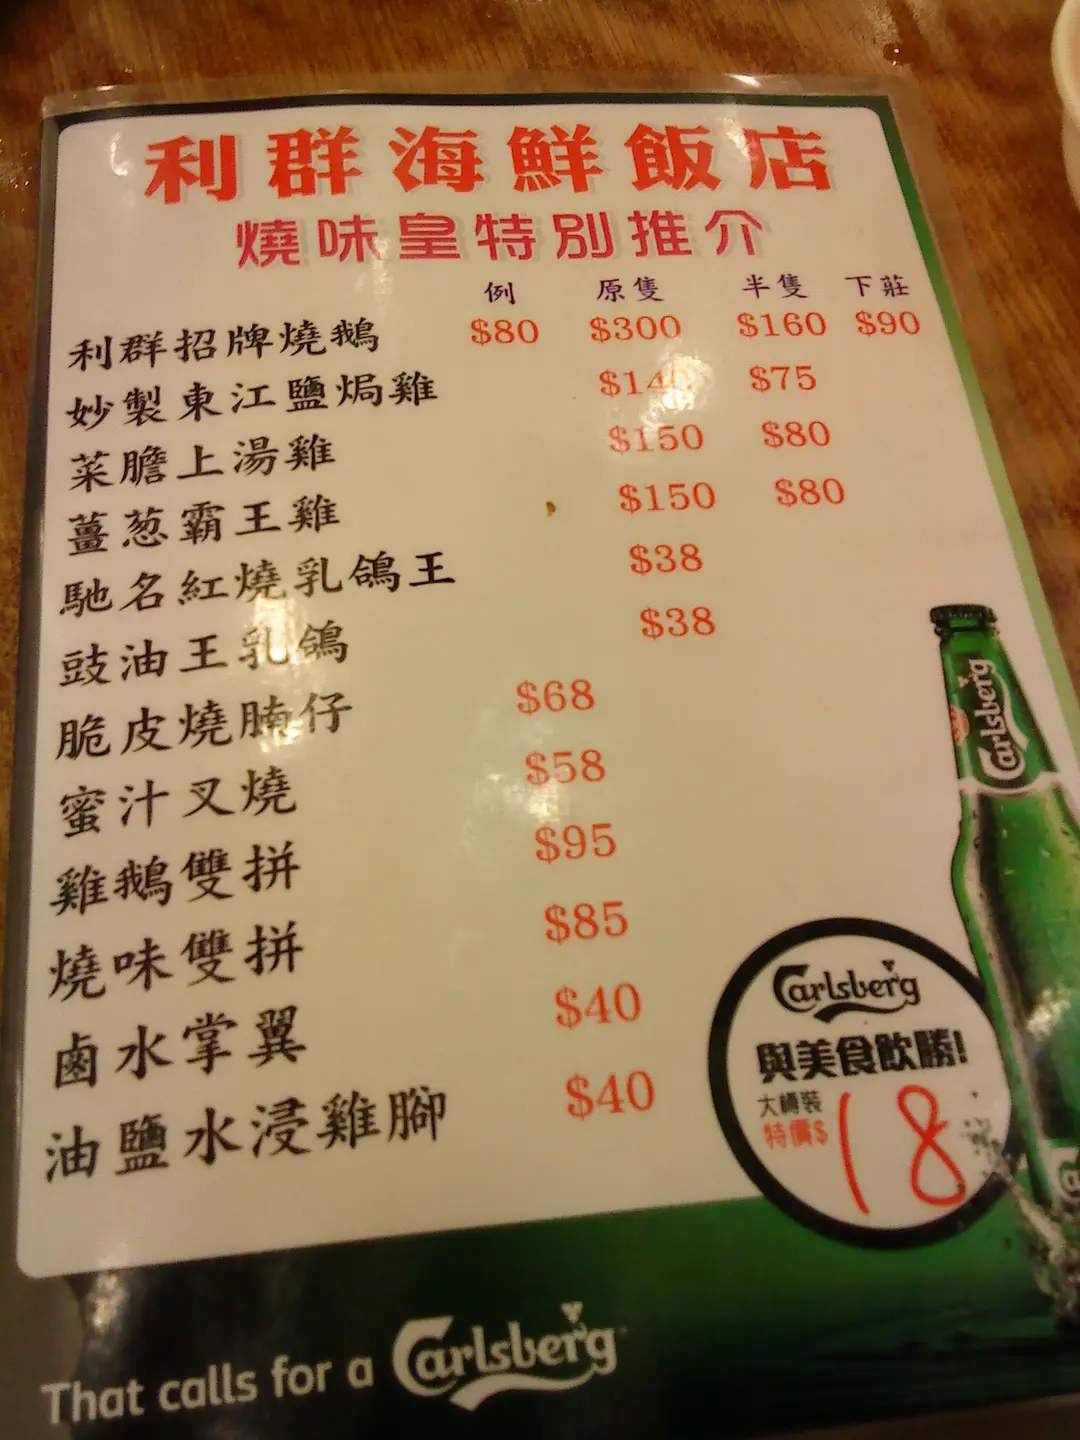 利群海鮮飯店
燒味皇特別推介
例 原隻 半隻 下莊
利群招牌燒鵝 $80 $300 $160 $90
妙製東江鹽焗雞 $140 $75
菜膽上湯雞 $150 $80
薑葱霸王雞 $150 $80
馳名紅燒乳鴿王 $38
豉油王乳鴿 $38
脆皮燒腩仔 $68
蜜汁叉燒 $58
雞鵝雙拼 $95
燒味雙拼 $85
鹵水掌翼 $40
油鹽水浸雞腳 $40
Carlsberg
Carlsberg
與美食飲勝!
大樽裝
特價$ 18
That calls for a Carlsberg